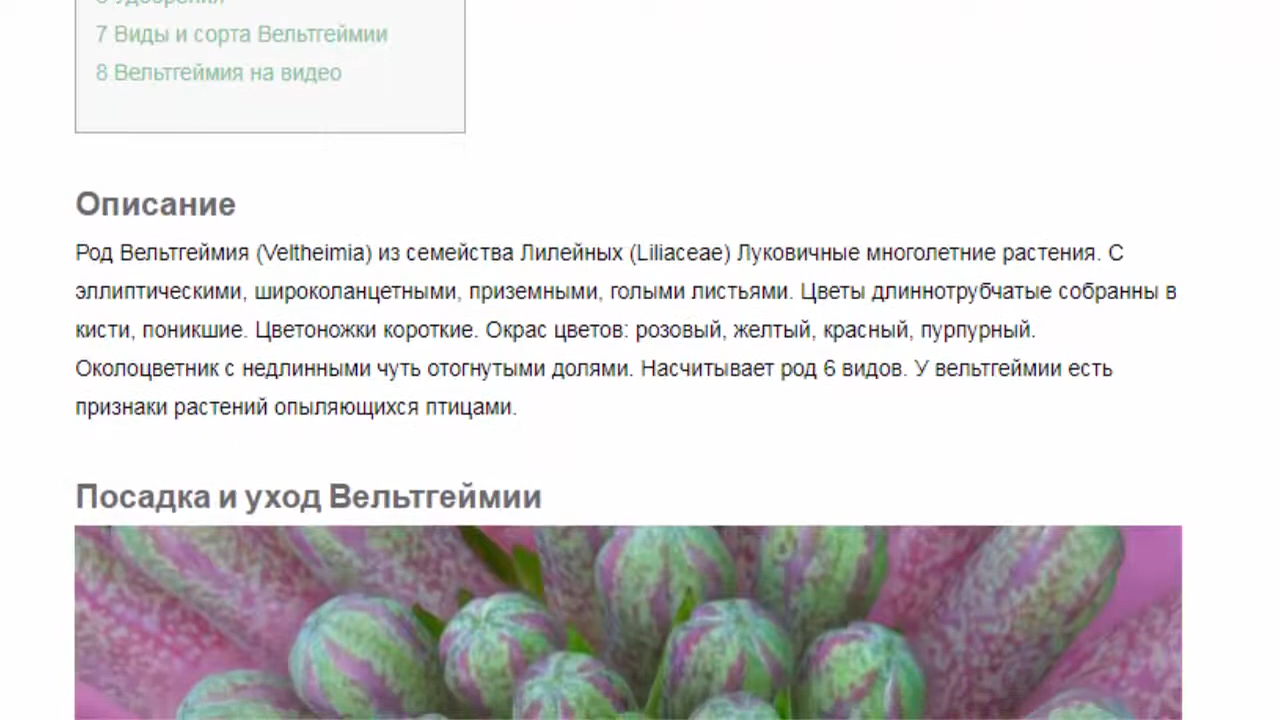 7 Виды и сорта Вельтгеймии
8 Вельтгеймия на видео
Описание
Род Вельтгеймия (Veltheimia) из семейства Лилейных (Liliaceae) Луковичные многолетние растения. С
эллиптическими, широколанцетными, приземными, голыми листьями. Цветы длиннотрубчатые собранны в
кисти, поникшие. Цветоножки короткие. Окрас цветов: розовый, желтый, красный, пурпурный.
Околоцветник с недлинными чуть отогнутыми долями. Насчитывает род 6 видов. У вельтгеймии есть
признаки растений опыляющихся птицами.
Посадка и уход Вельтгеймии